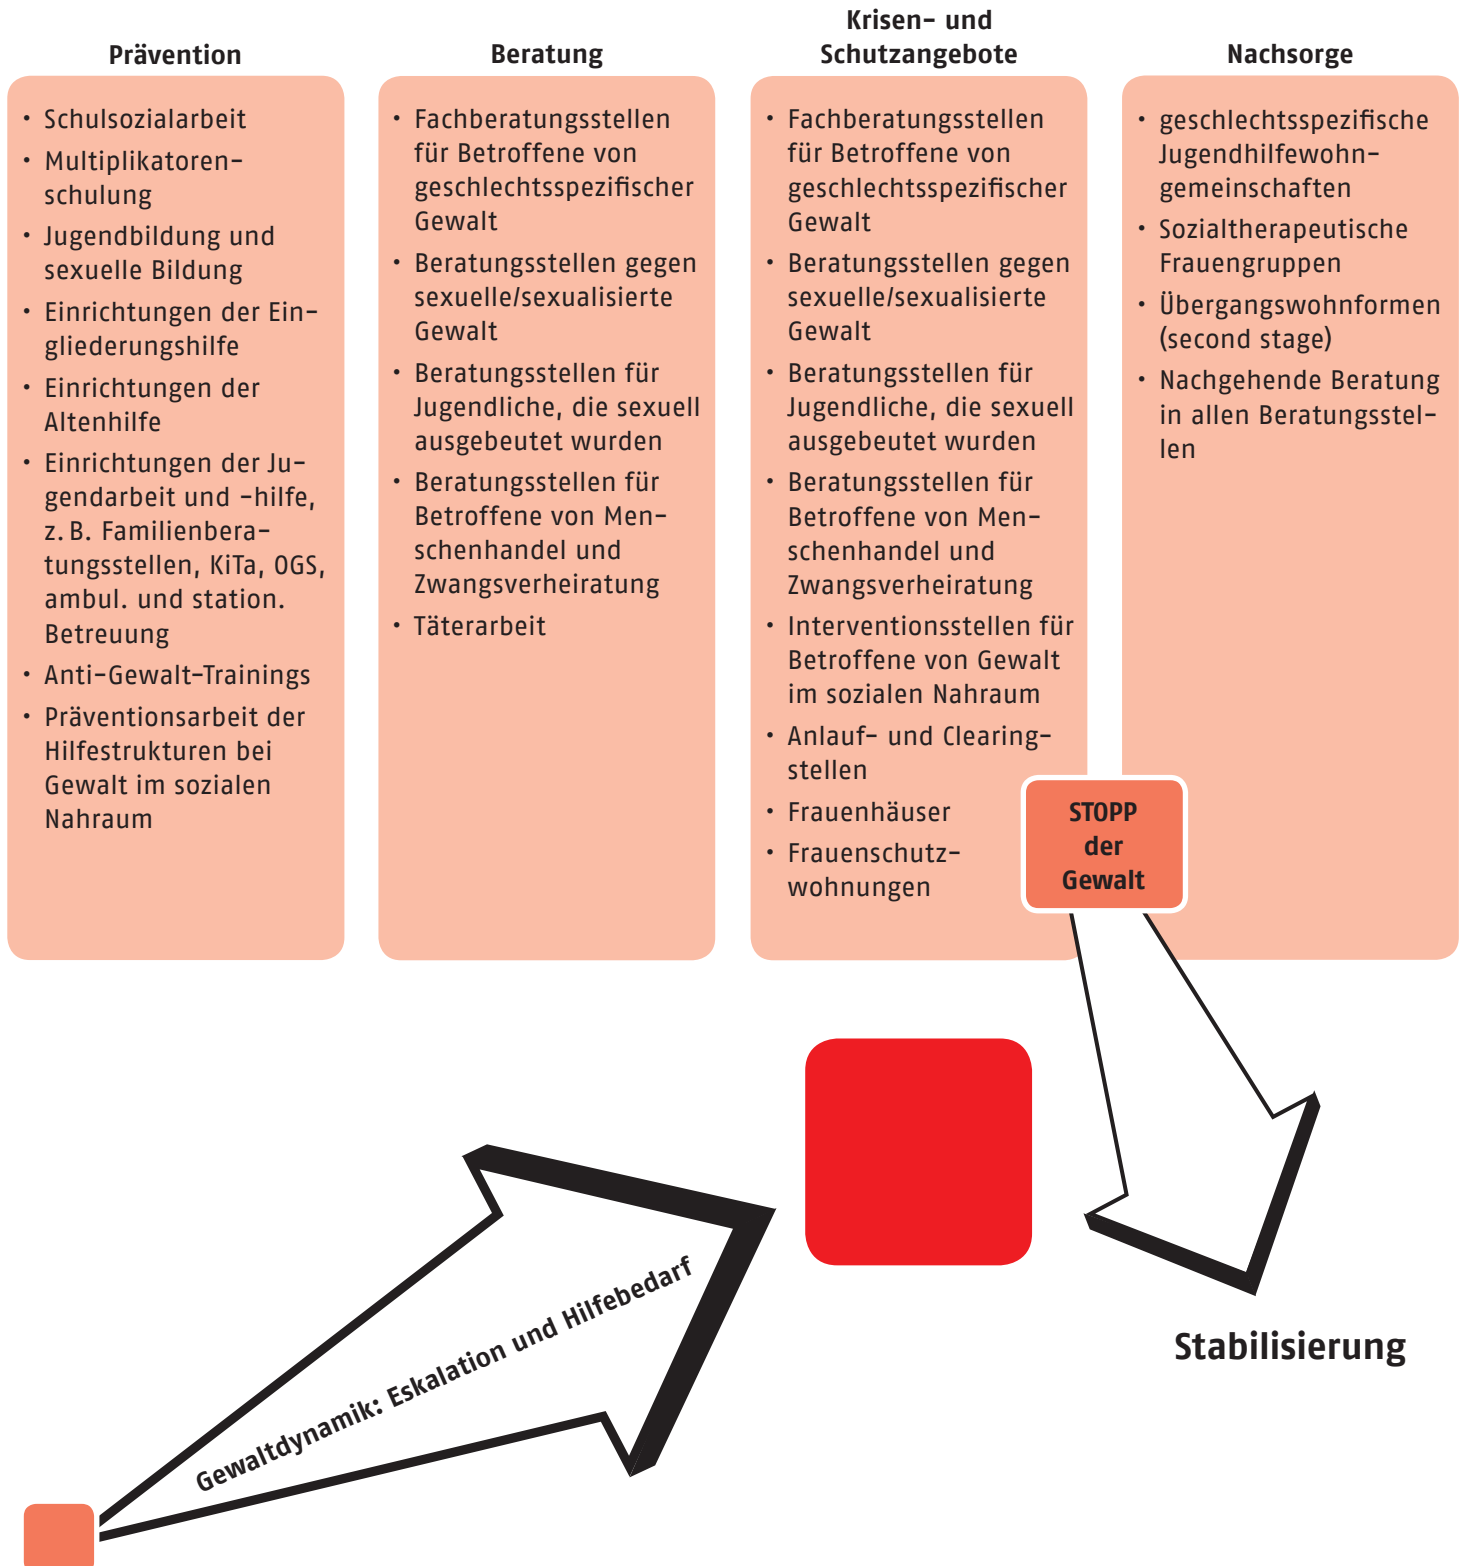 Prävention
• Schulsozialarbeit
• Multiplikatoren-
schulung
• Jugendbildung und
sexuelle Bildung
• Einrichtungen der Ein-
gliederungshilfe
• Einrichtungen der
Altenhilfe
• Einrichtungen der Ju-
gendarbeit und -hilfe,
z. B. Familienbera-
tungsstellen, KiTa, OGS,
ambul. und station.
Betreuung
• Anti-Gewalt-Trainings
• Präventionsarbeit der
Hilfestrukturen bei
Gewalt im sozialen
Nahraum
Beratung
• Fachberatungsstellen
für Betroffene von
geschlechtsspezifischer
Gewalt
• Beratungsstellen gegen
sexuelle/sexualisierte
Gewalt
• Beratungsstellen für
Jugendliche, die sexuell
ausgebeutet wurden
• Beratungsstellen für
Betroffene von Men-
schenhandel und
Zwangsverheiratung
• Täterarbeit
Krisen- und
Schutzangebote
• Fachberatungsstellen
für Betroffene von
geschlechtsspezifischer
Gewalt
• Beratungsstellen gegen
sexuelle/sexualisierte
Gewalt
• Beratungsstellen für
Jugendliche, die sexuell
ausgebeutet wurden
• Beratungsstellen für
Betroffene von Men-
schenhandel und
Zwangsverheiratung
• Interventionsstellen für
Betroffene von Gewalt
im sozialen Nahraum
• Anlauf- und Clearing-
stellen
• Frauenhäuser
• Frauenschutz-
wohnungen
Nachsorge
• geschlechtsspezifische
Jugendhilfewohn-
gemeinschaften
• Sozialtherapeutische
Frauengruppen
• Übergangswohnformen
(second stage)
• Nachgehende Beratung
in allen Beratungsstel-
len
STOPP
der
Gewalt
Gewaltdynamik: Eskalation und Hilfebedarf
Stabilisierung